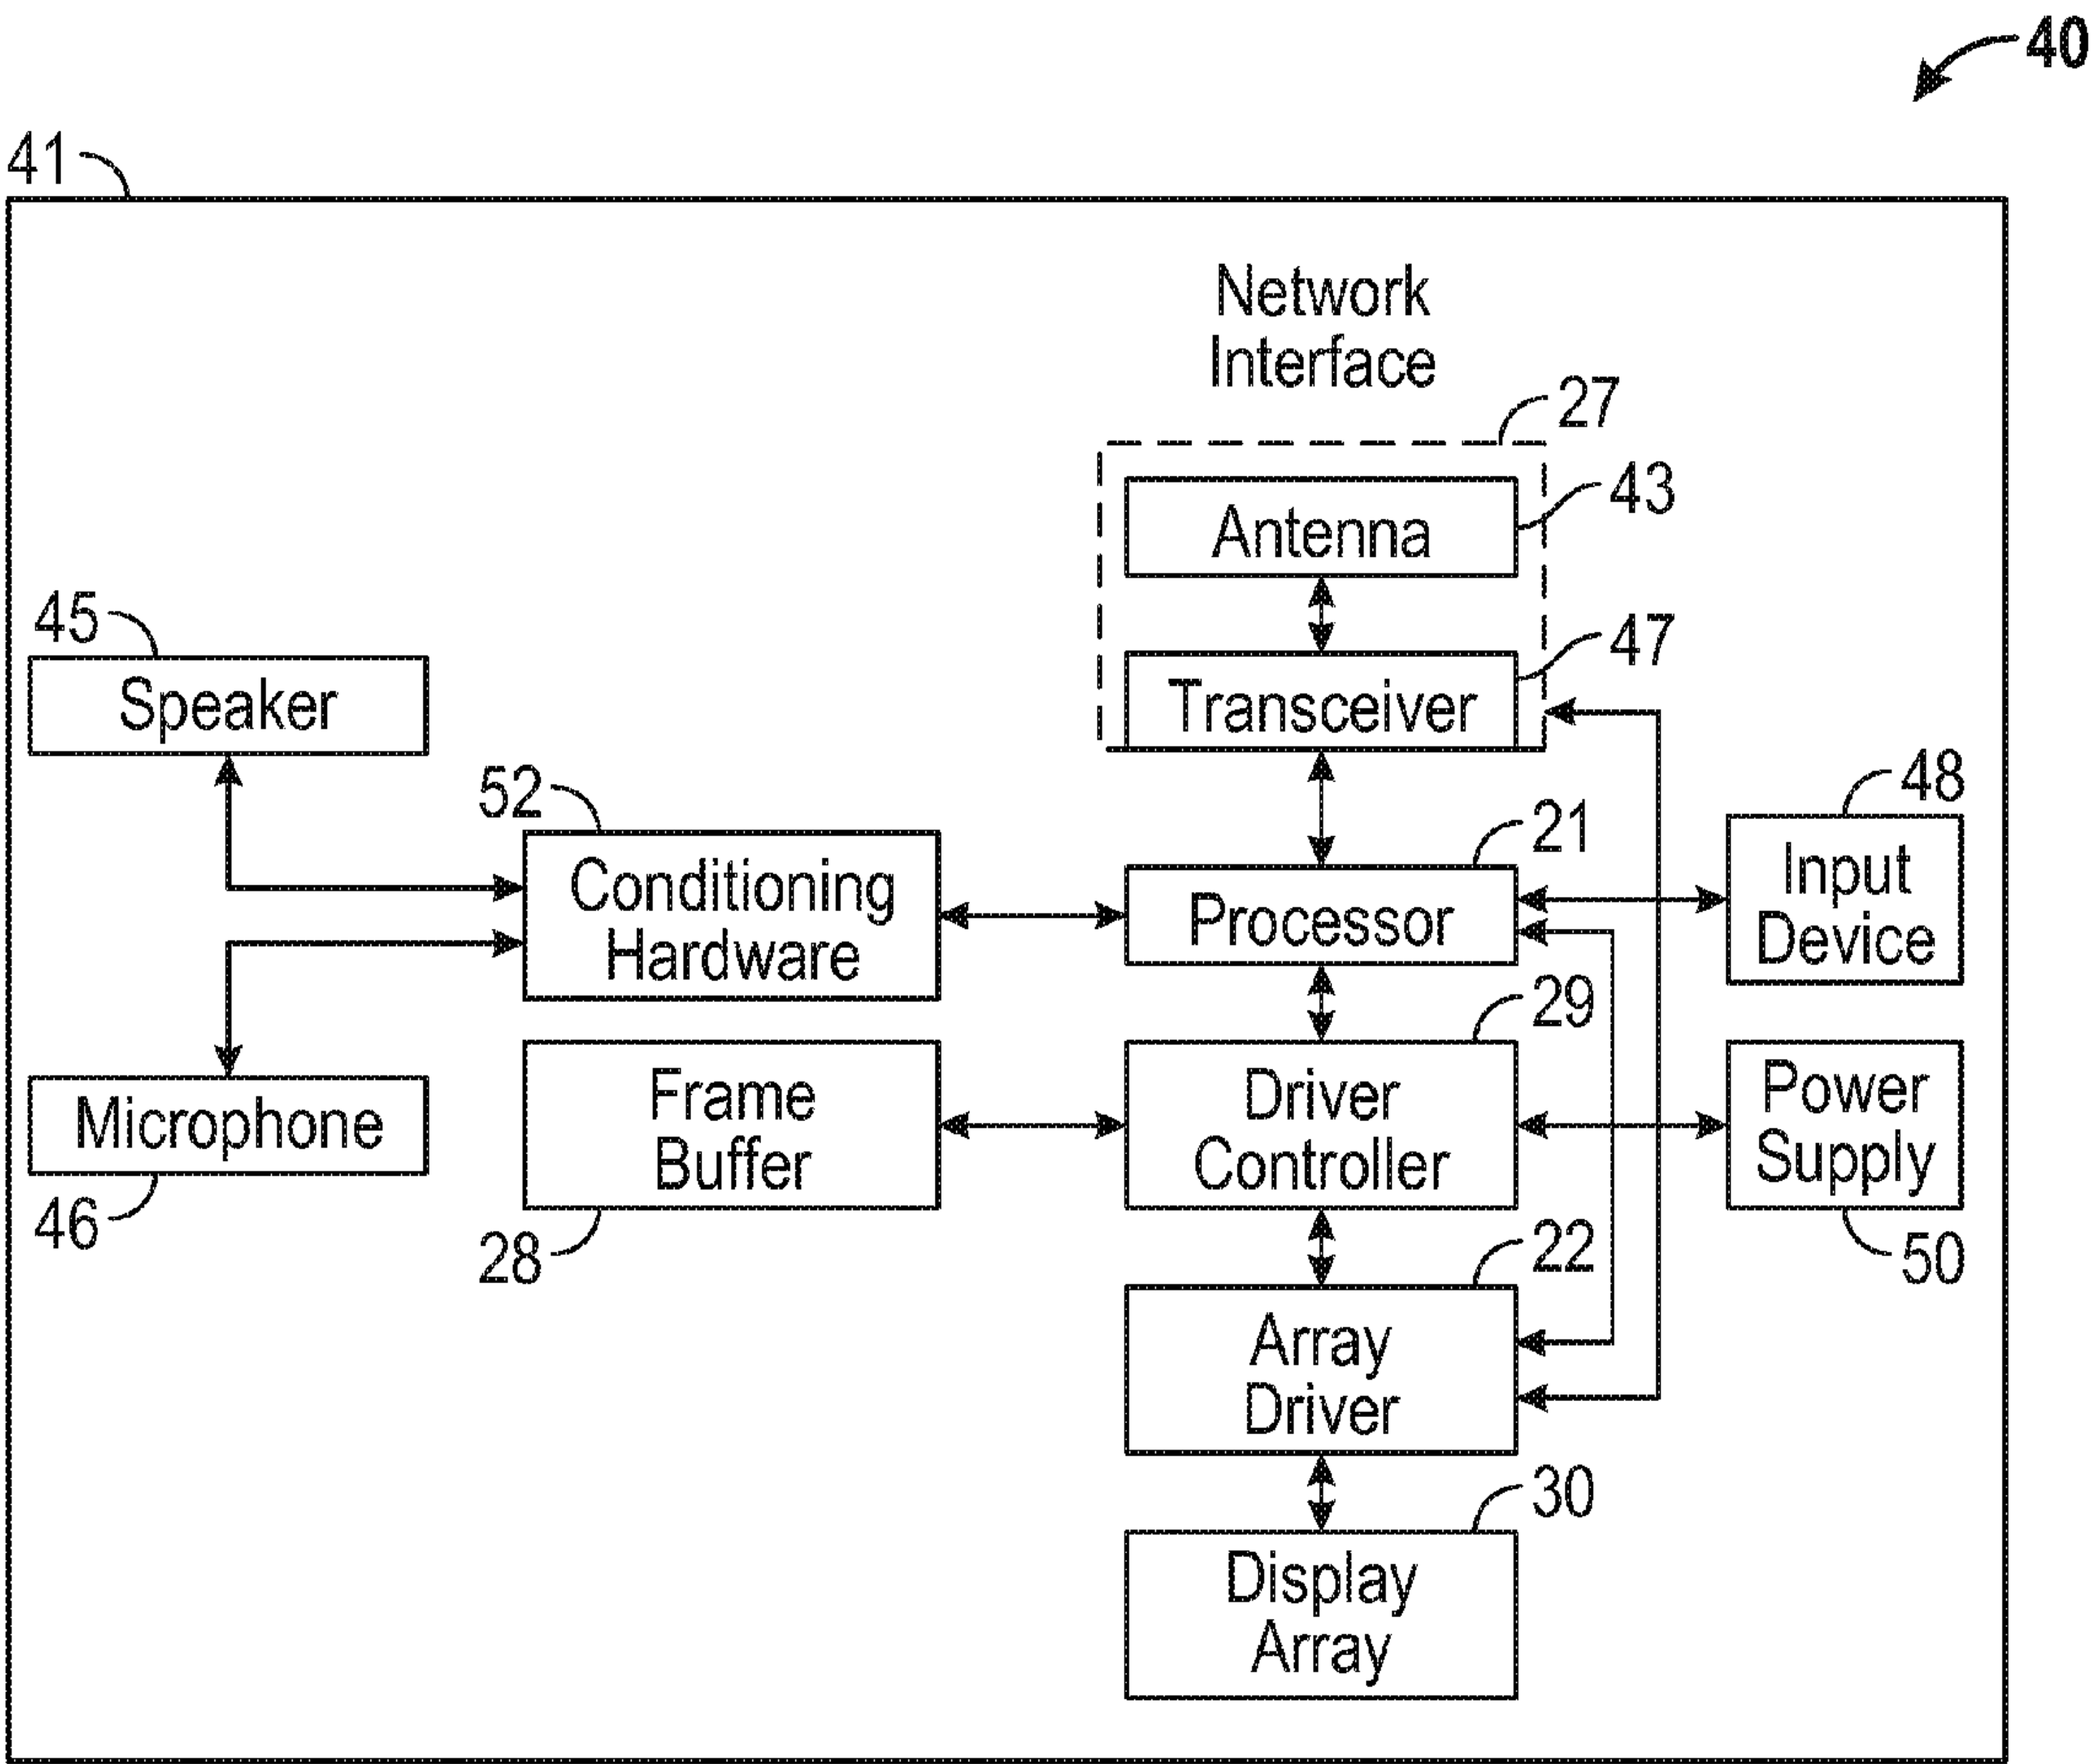 40
41
Network
Interface
27
Antenna
43
45
Speaker
47
Transceiver
52
Conditioning
Hardware
21
Processor
48
Input
Device
29
Microphone
46
Frame
Buffer
28
Driver
Controller
Power
Supply
50
22
Array
Driver
30
Display
Array